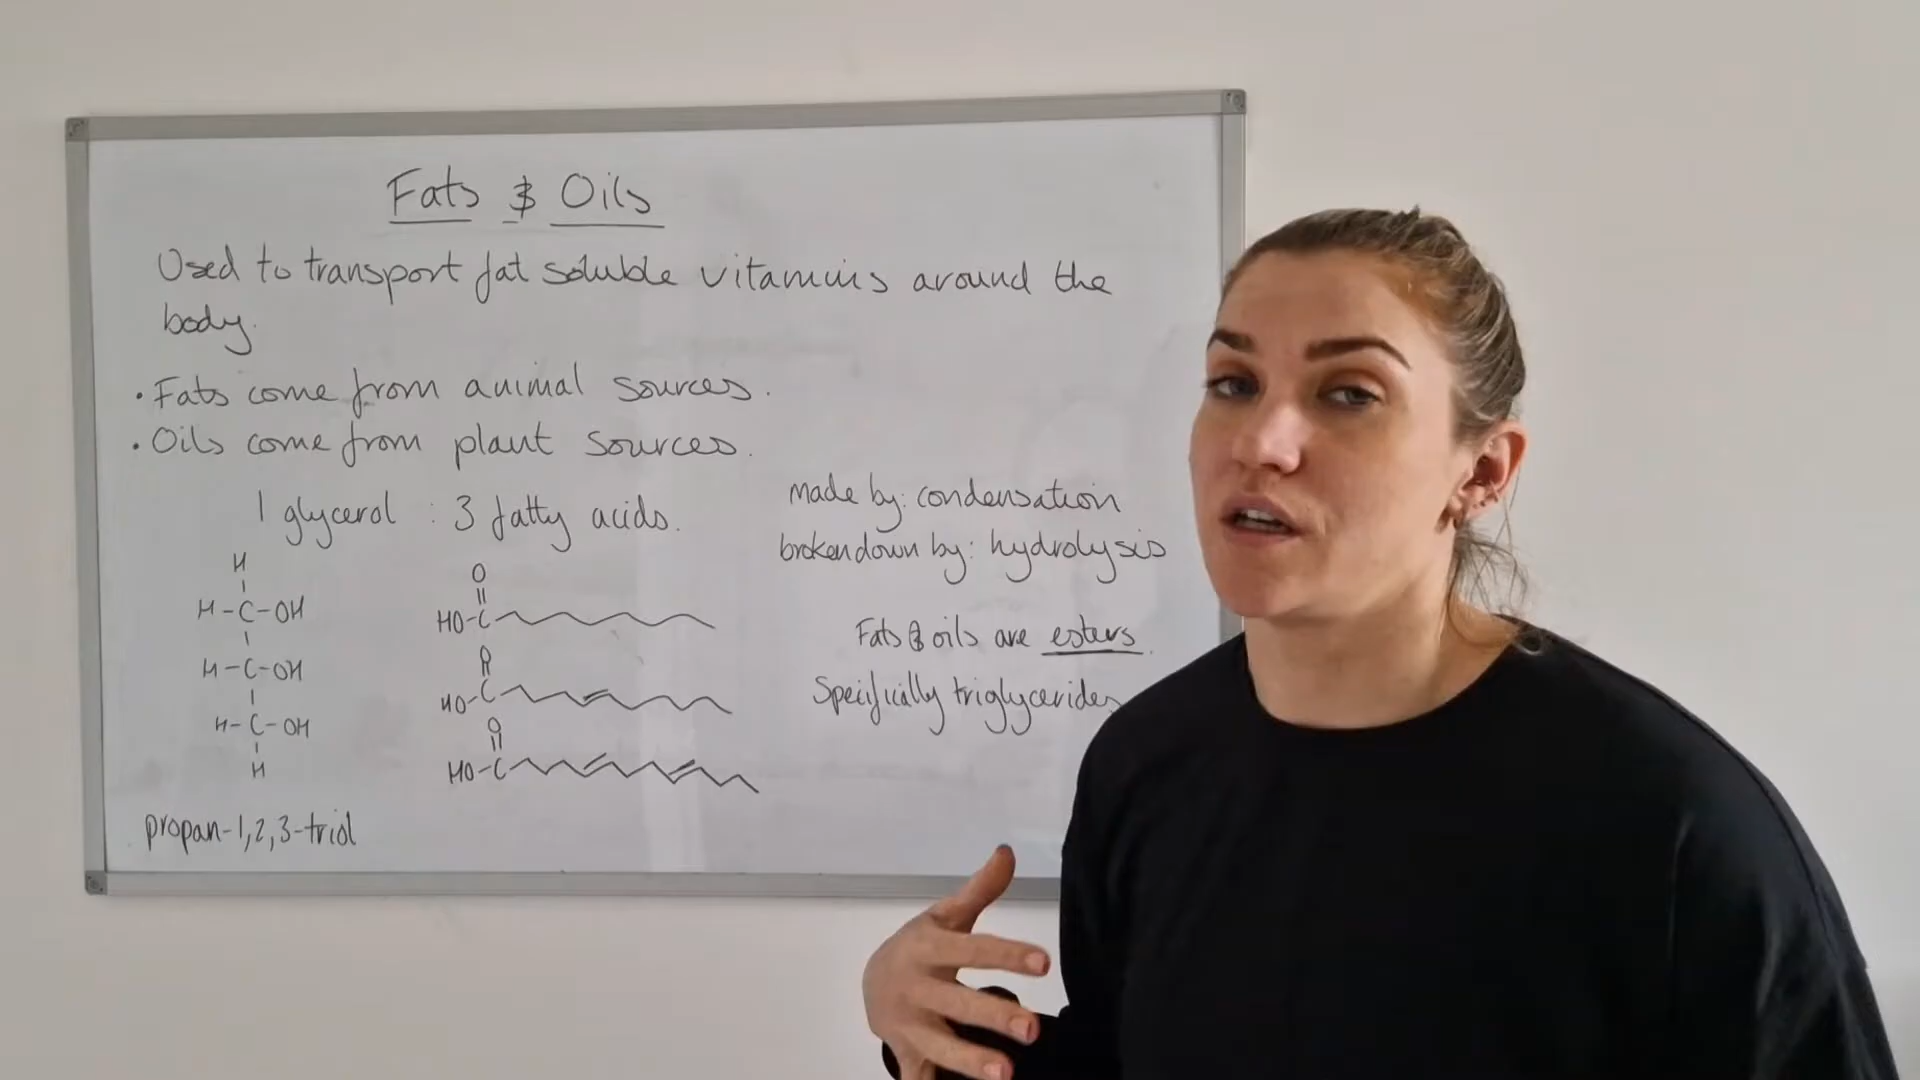 Fats & Oils
Used to transport fat soluble vitamins around the
body.
• Fats come from animal sources.
• Oils come from plant sources.
1 glycerol : 3 fatty acids.
H
H-C-OH
H-C-OH
H-C-OH
H
propan-1,2,3-triol
O
HO-C
O
HO-C
O
HO-C
made by: condensation
broken down by: hydrolysis
Fats & oils are esters.
Specifically triglycerides